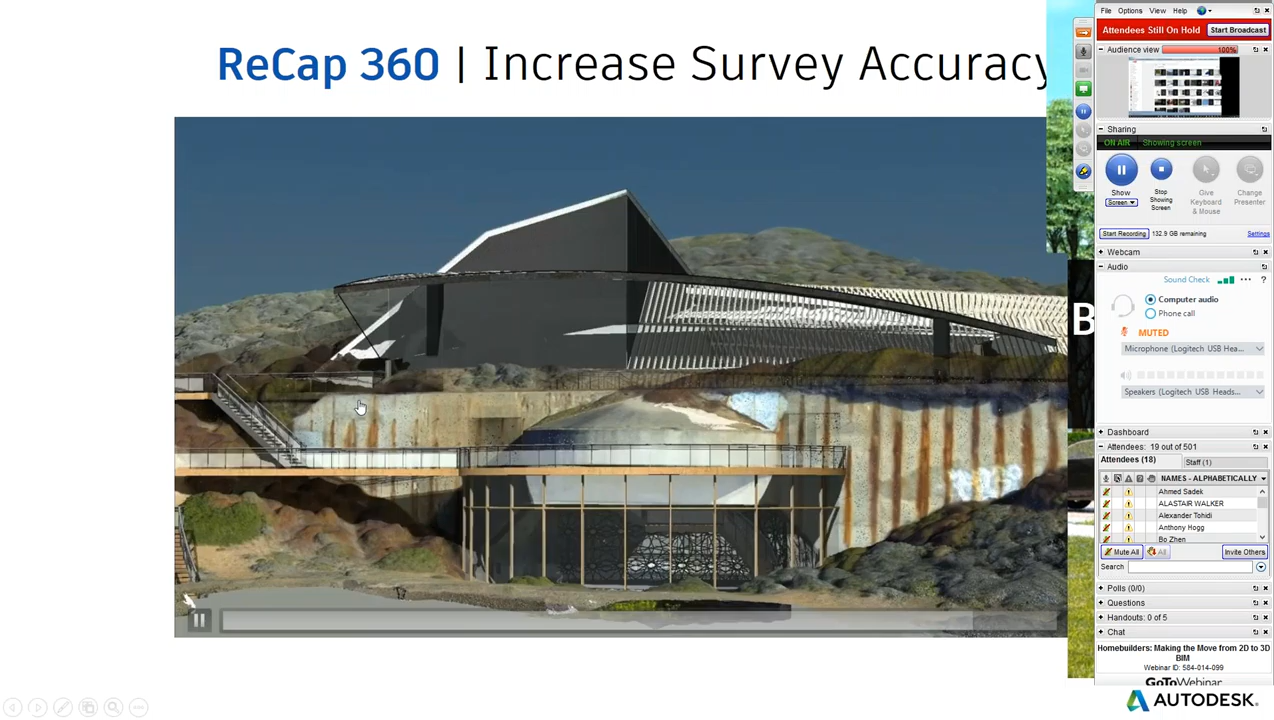 ReCap 360 | Increase Survey Accuracy
File Options View Help
Attendees Still On Hold Start Broadcast
Audience view 100%
Sharing
ON AIR Showing screen
Show
Screen
Stop
Showing
Screen
Give
Keyboard
& Mouse
Change
Presenter
Start Recording 132.9 GB remaining Settings
Webcam
Audio
Sound Check ?
Computer audio
Phone call
MUTED
Microphone (Logitech USB Hea...
Speakers (Logitech USB Heads...
B
Dashboard
Attendees: 19 out of 501
Attendees (18) Staff (1)
NAMES - ALPHABETICALLY
Ahmed Sadek
ALASTAIR WALKER
Alexander Tohidi
Anthony Hogg
Bo Zhen
Mute All All Invite Others
Search
Polls (0/0)
Questions
Handouts: 0 of 5
Chat
Homebuilders: Making the Move from 2D to 3D
BIM
Webinar ID: 584-014-099
GoToWebinar
AUTODESK.